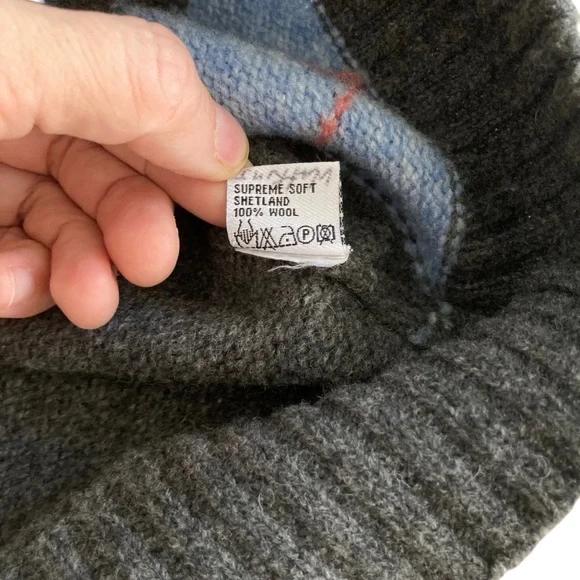 SUPREME SOFT
SHETLAND
100% WOOL
P